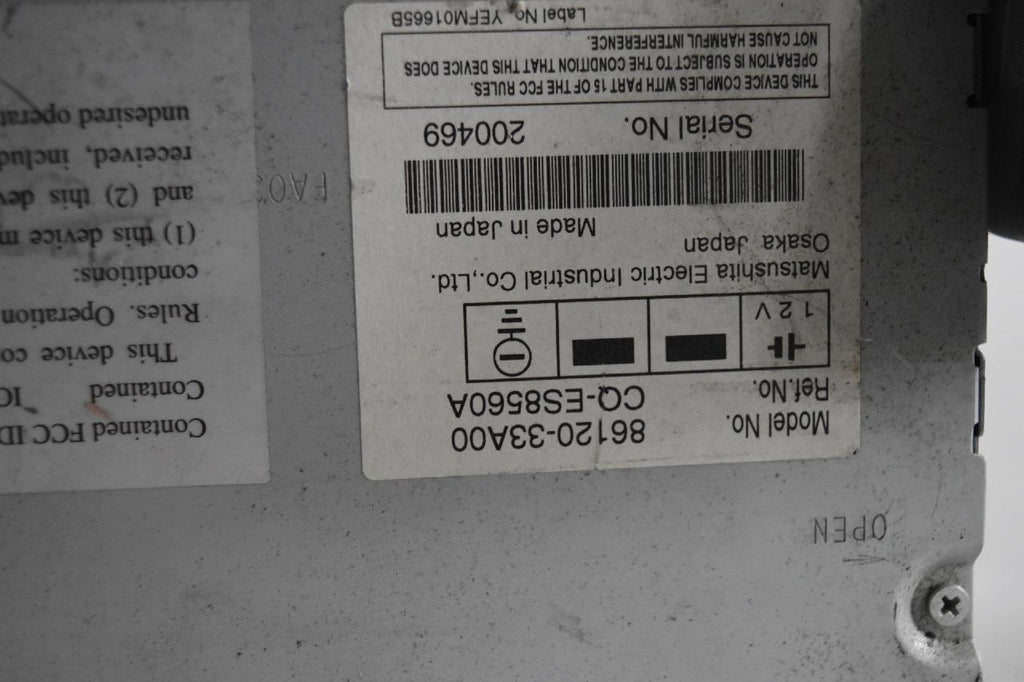 Model No. 86120-33A00
Ref.No. CQ-ES8560A
12V
Matsushita Electric Industrial Co.,Ltd.
Osaka Japan
Made in Japan
Serial No. 200469
THIS DEVICE COMPLIES WITH PART 15 OF THE FCC RULES.
OPERATION IS SUBJECT TO THE CONDITION THAT THIS DEVICE DOES
NOT CAUSE HARMFUL INTERFERENCE.
Label No. YEFM01665B
Contained FCC ID
Contained IC
This device co
Rules. Operation
conditions:
(1) this device m
and (2) this dev
received, includ
undesired operat
OPEN